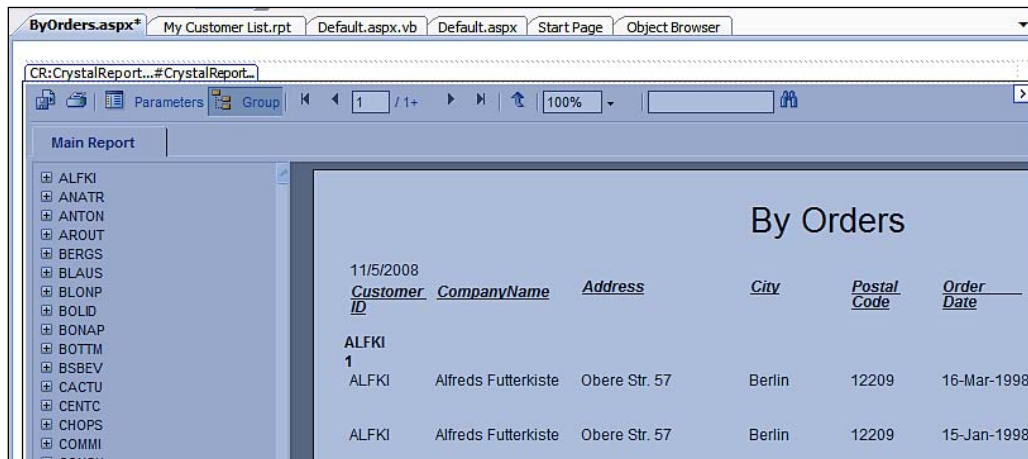 ByOrders.aspx* My Customer List.rpt Default.aspx.vb Default.aspx Start Page Object Browser
CR:CrystalReport...#CrystalReport...
Parameters Group 1 / 1+ 100%
Main Report
ALFKI
ANATR
ANTON
AROUT
BERGS
BLAUS
BLONP
BOLID
BONAP
BOTTM
BSBEV
CACTU
CENTC
CHOPS
COMMI
By Orders
11/5/2008
Customer ID CompanyName Address City Postal Code Order Date
ALFKI
1
ALFKI Alfreds Futterkiste Obere Str. 57 Berlin 12209 16-Mar-1998
ALFKI Alfreds Futterkiste Obere Str. 57 Berlin 12209 15-Jan-1998